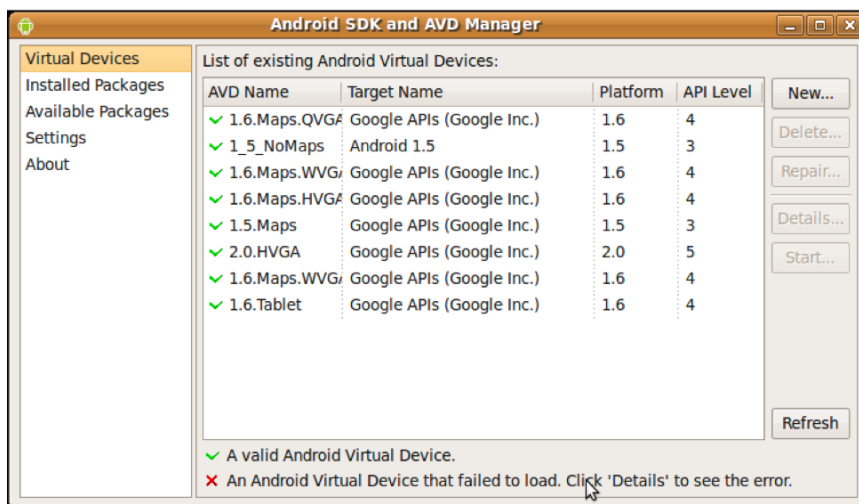 Android SDK and AVD Manager
Virtual Devices
Installed Packages
Available Packages
Settings
About
List of existing Android Virtual Devices:
AVD Name Target Name Platform API Level
1.6.Maps.QVGA Google APIs (Google Inc.) 1.6 4
1_5_NoMaps Android 1.5 1.5 3
1.6.Maps.WVG Google APIs (Google Inc.) 1.6 4
1.6.Maps.HVGA Google APIs (Google Inc.) 1.6 4
1.5.Maps Google APIs (Google Inc.) 1.5 3
2.0.HVGA Google APIs (Google Inc.) 2.0 5
1.6.Maps.WVG Google APIs (Google Inc.) 1.6 4
1.6.Tablet Google APIs (Google Inc.) 1.6 4
New...
Delete...
Repair...
Details...
Start...
Refresh
A valid Android Virtual Device.
An Android Virtual Device that failed to load. Click 'Details' to see the error.